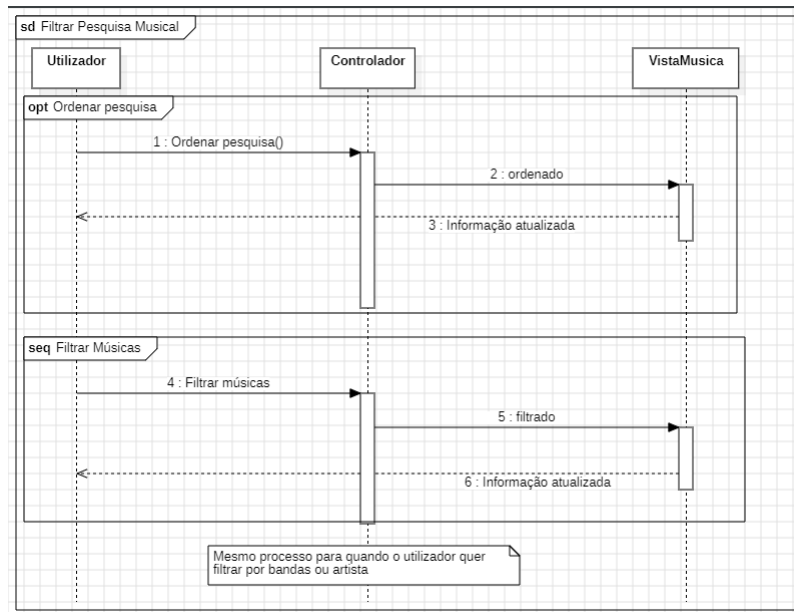 sd Filtrar Pesquisa Musical
Utilizador
Controlador
VistaMusica
opt Ordenar pesquisa
1 : Ordenar pesquisa()
2 : ordenado
3 : Informação atualizada
seq Filtrar Músicas
4 : Filtrar músicas
5 : filtrado
6 : Informação atualizada
Mesmo processo para quando o utilizador quer
filtrar por bandas ou artista